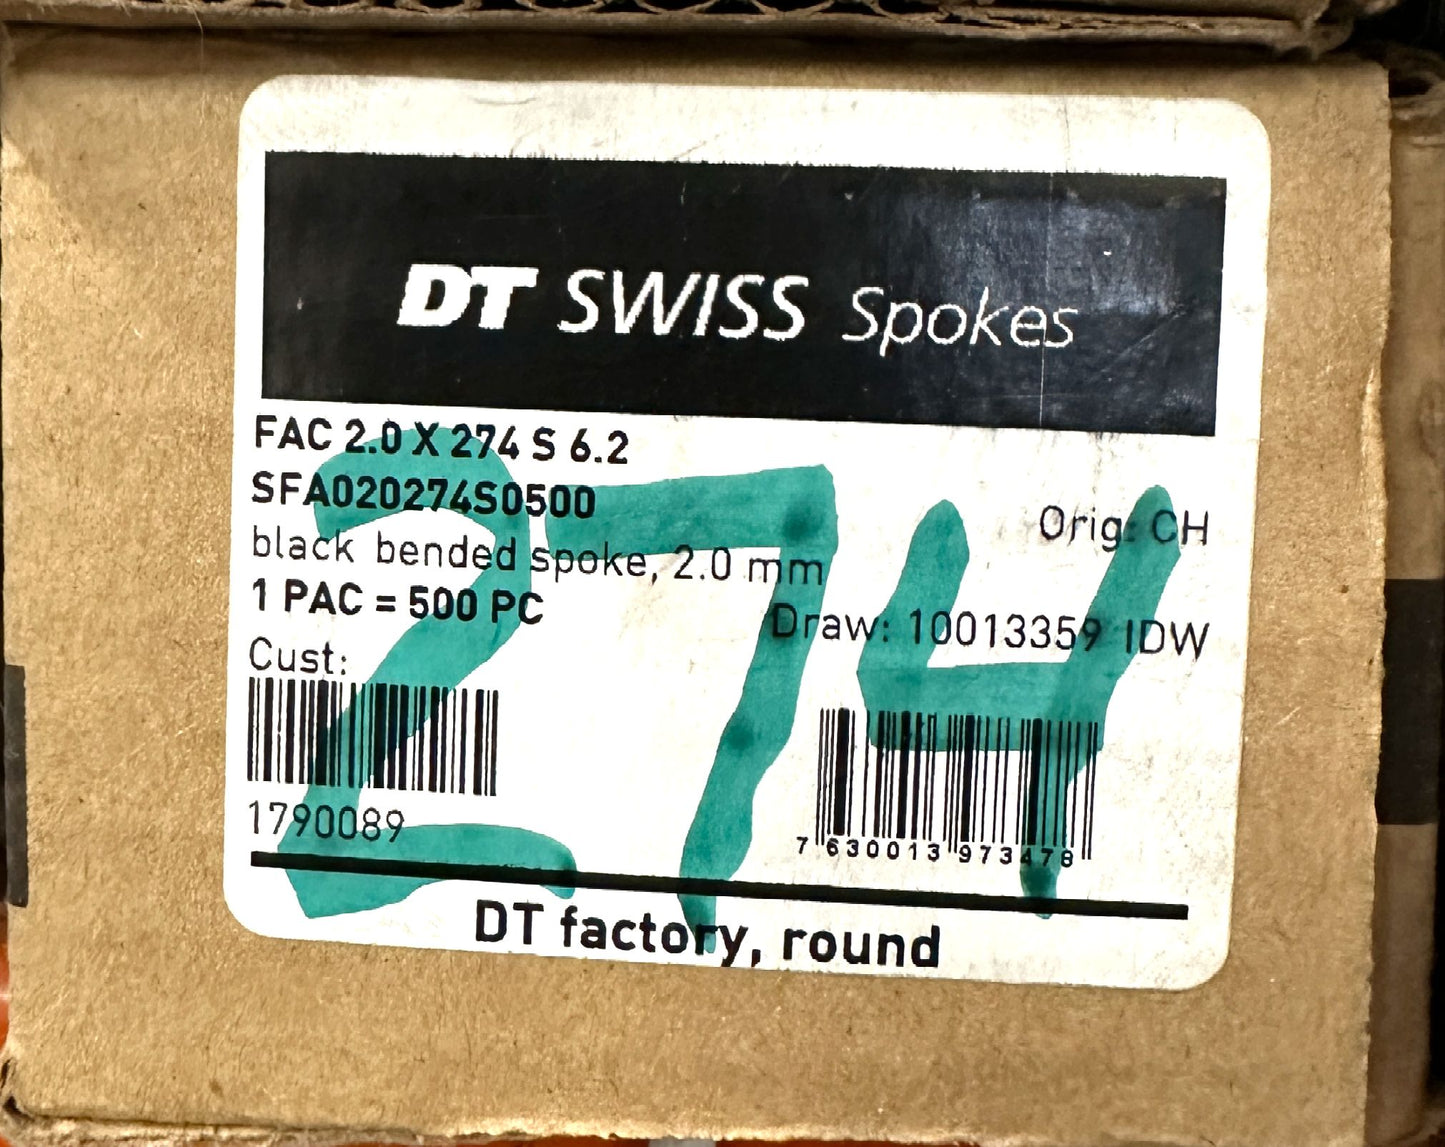 DT SWISS Spokes
FAC 2.0 X 274 S 6.2
SFA020274S0500
Orig: CH
black bended spoke, 2.0 mm
1 PAC = 500 PC
Draw: 10013359 IDW
Cust:
274
1790089
7 630013 973478
DT factory, round